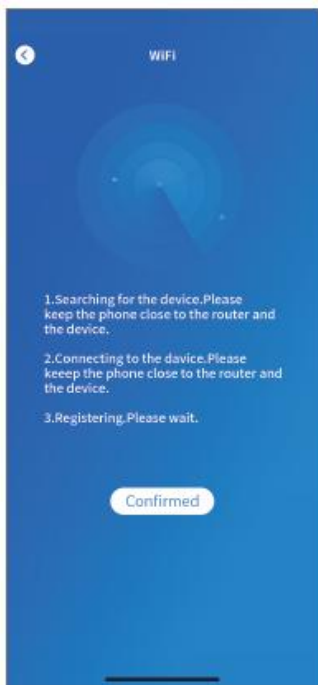 WiFi
1.Searching for the device.Please
keep the phone close to the router and
the device.
2.Connecting to the davice.Please
keeep the phone close to the router and
the device.
3.Registering.Please wait.
Confirmed